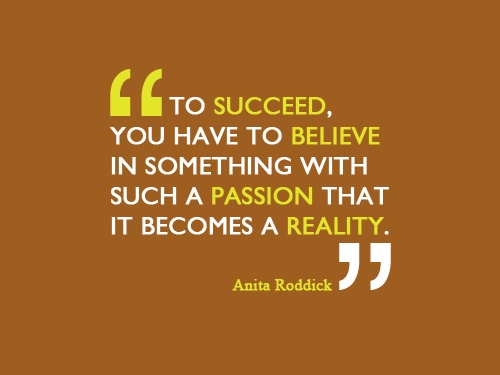 “ TO SUCCEED,
YOU HAVE TO BELIEVE
IN SOMETHING WITH
SUCH A PASSION THAT
IT BECOMES A REALITY.
Anita Roddick ”